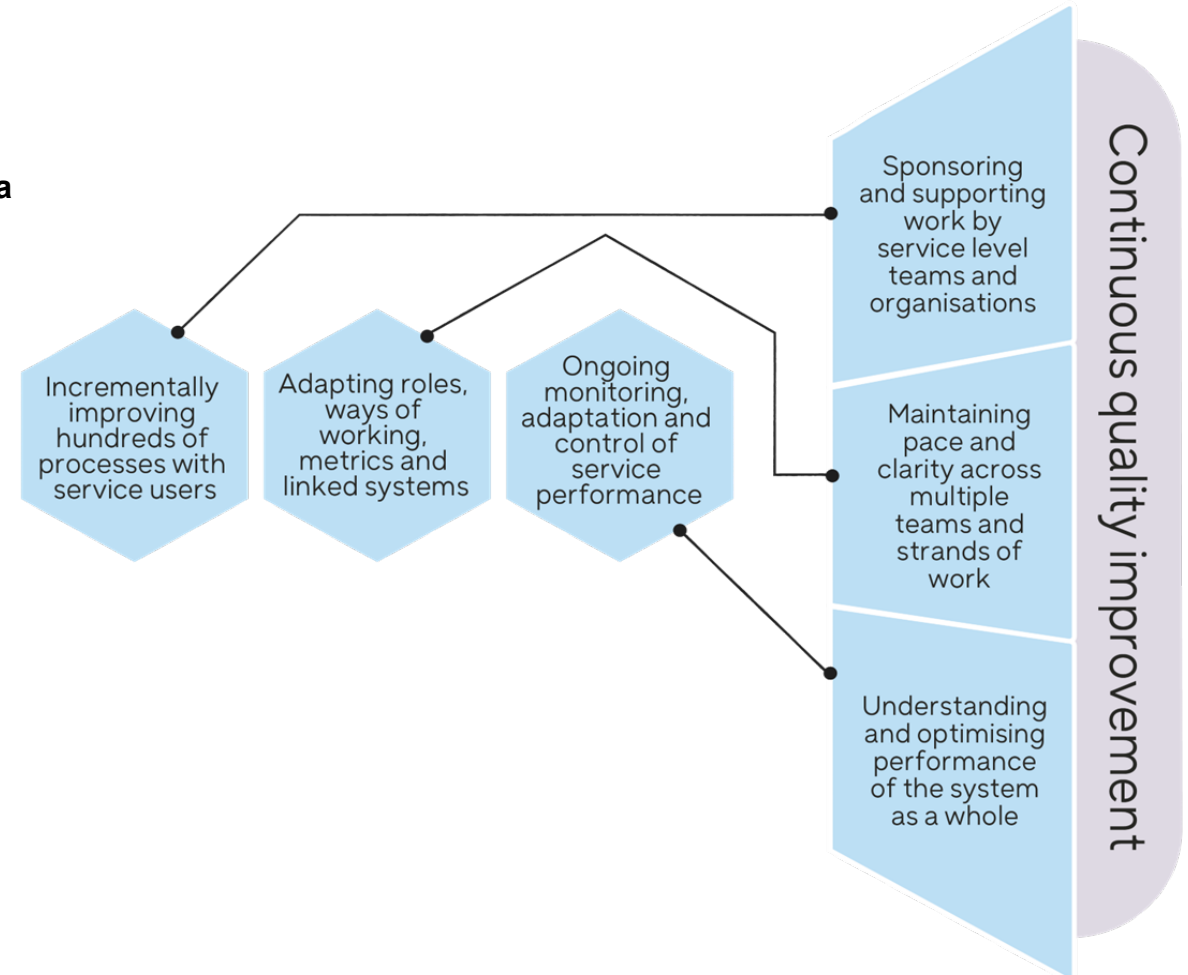 a
Incrementally
improving
hundreds of
processes with
service users
Adapting roles,
ways of
working,
metrics and
linked systems
Ongoing
monitoring,
adaptation and
control of
service
performance
Sponsoring
and supporting
work by
service level
teams and
organisations
Maintaining
pace and
clarity across
multiple
teams and
strands of
work
Understanding
and optimising
performance
of the system
as a whole
Continuous quality improvement